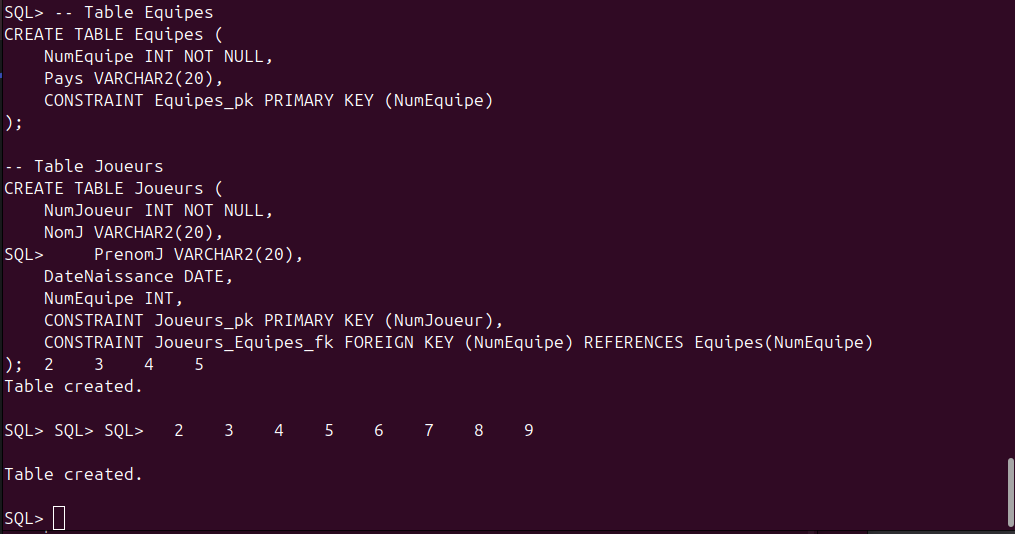 SQL> -- Table Equipes
CREATE TABLE Equipes (
    NumEquipe INT NOT NULL,
    Pays VARCHAR2(20),
    CONSTRAINT Equipes_pk PRIMARY KEY (NumEquipe)
);

-- Table Joueurs
CREATE TABLE Joueurs (
    NumJoueur INT NOT NULL,
    NomJ VARCHAR2(20),
SQL>     PrenomJ VARCHAR2(20),
    DateNaissance DATE,
    NumEquipe INT,
    CONSTRAINT Joueurs_pk PRIMARY KEY (NumJoueur),
    CONSTRAINT Joueurs_Equipes_fk FOREIGN KEY (NumEquipe) REFERENCES Equipes(NumEquipe)
);  2    3    4    5
Table created.

SQL> SQL> SQL>   2    3    4    5    6    7    8    9

Table created.

SQL>